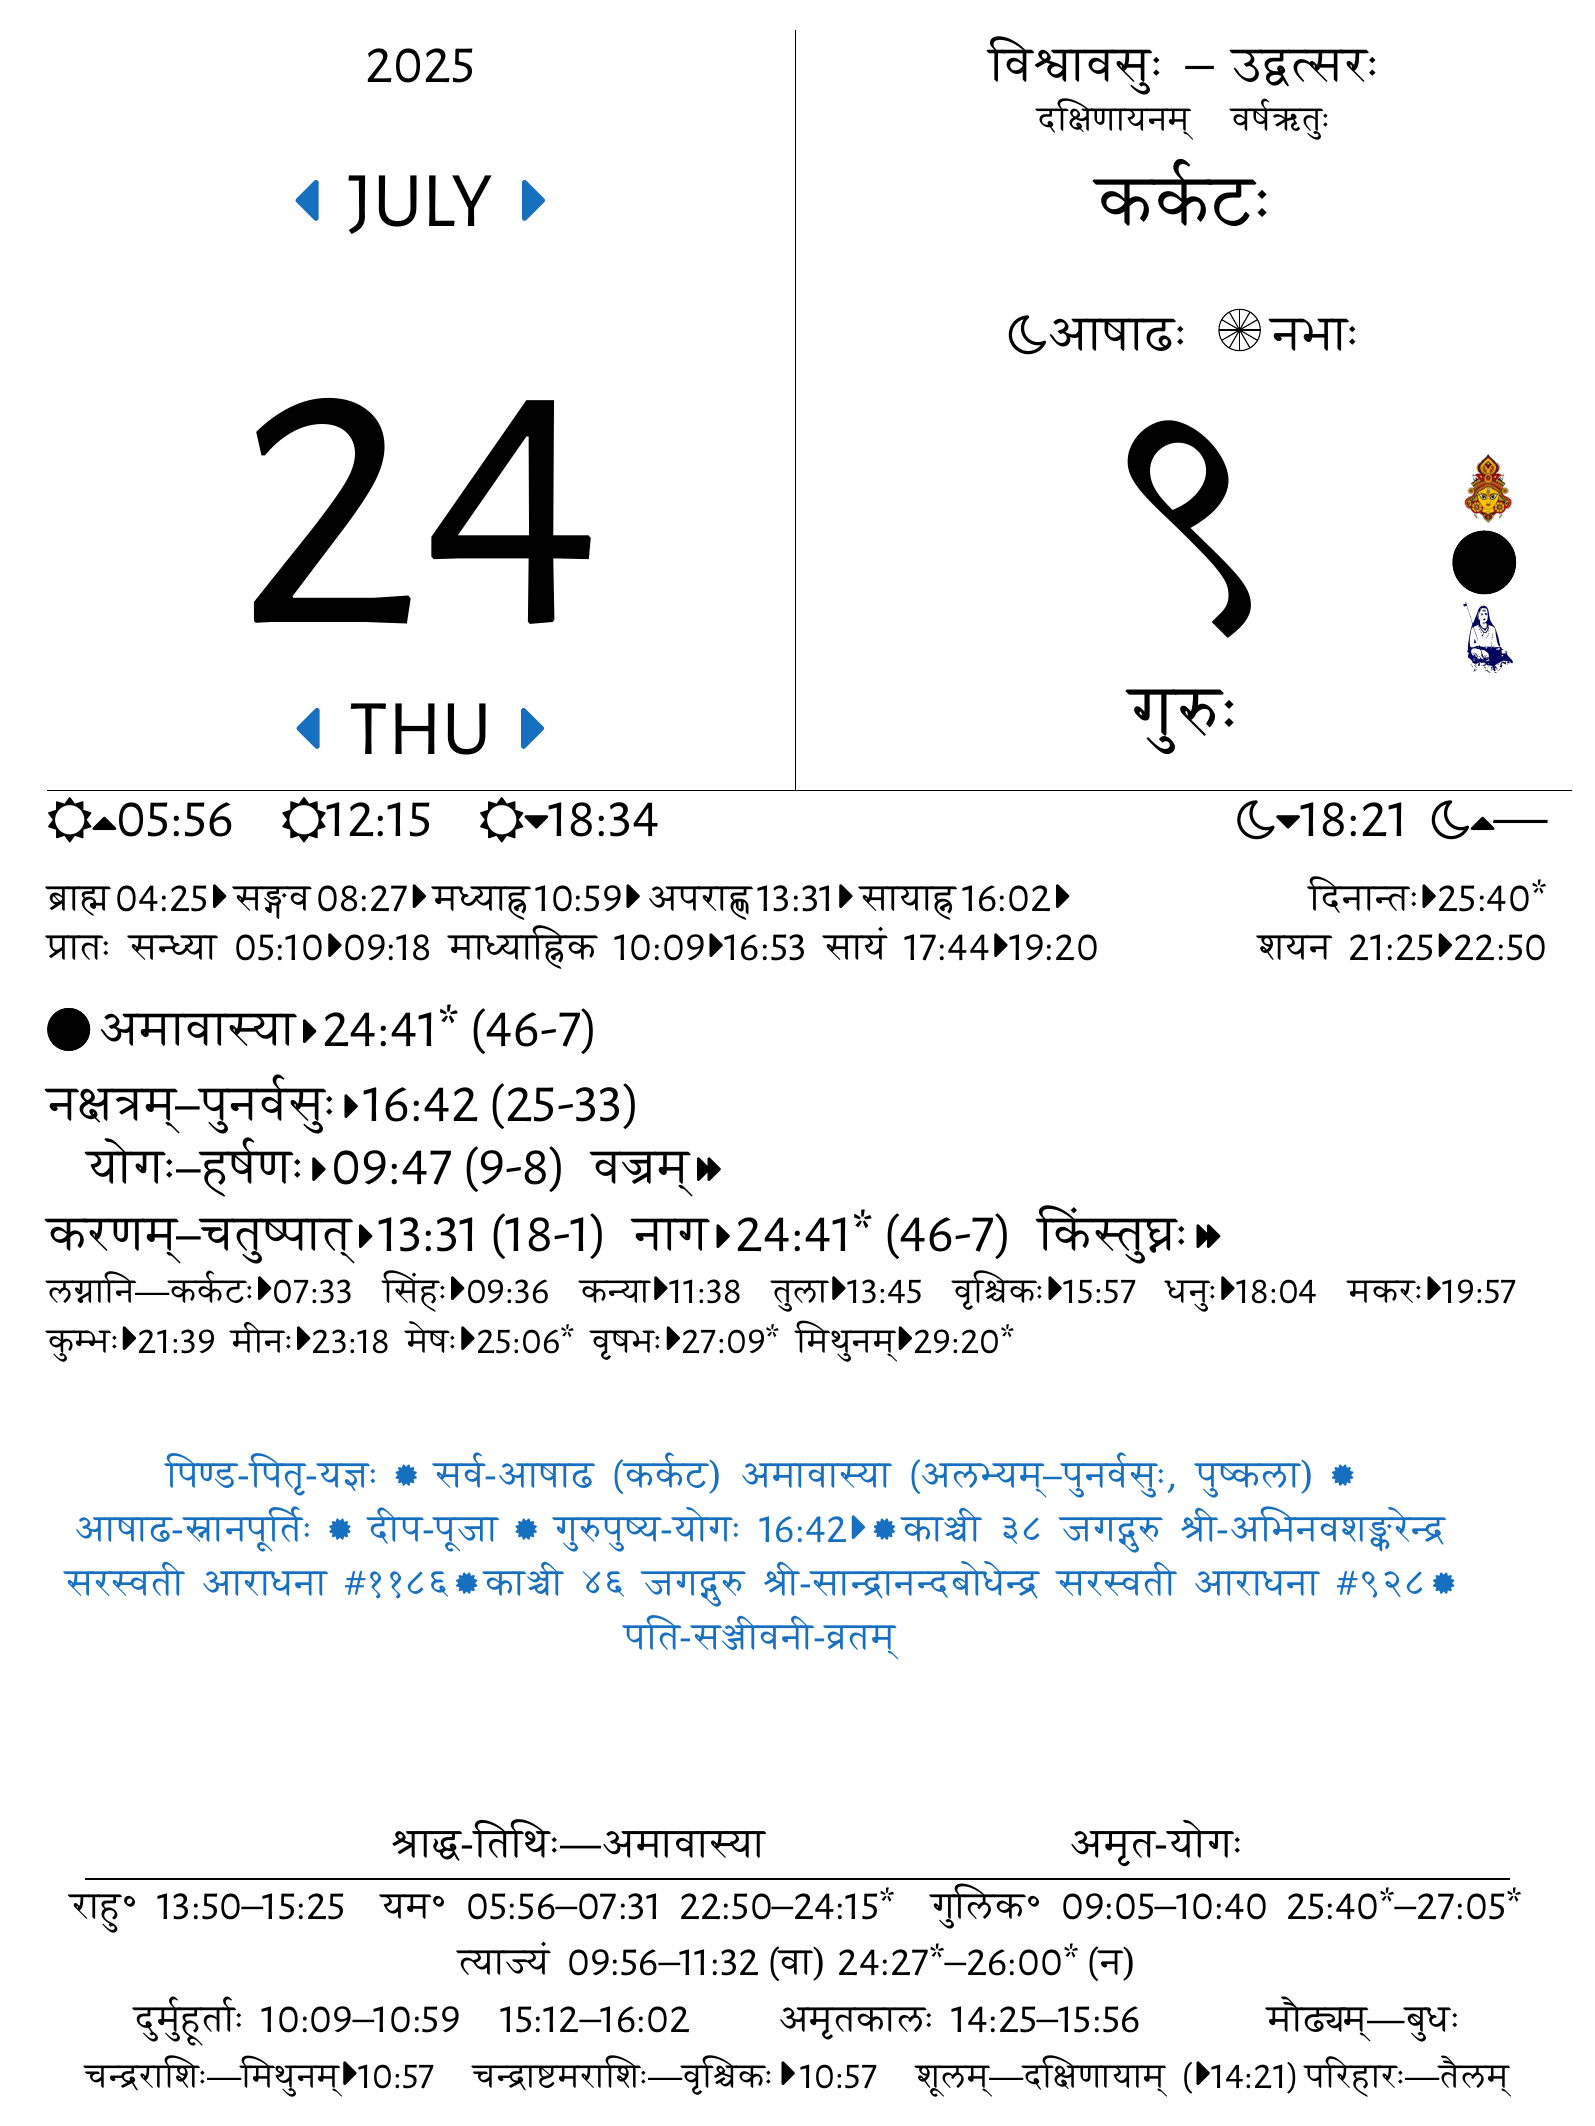 2025
JULY
24
THU
विश्वावसुः – उद्वत्सरः
दक्षिणायनम् वर्षऋतुः
कर्कटः
आषाढः नभाः
९
गुरुः
05:56 12:15 18:34 18:21 —
ब्राह्म 04:25 सङ्गव 08:27 मध्याह्न 10:59 अपराह्ण 13:31 सायाह्न 16:02 दिनान्तः 25:40*
प्रातः सन्ध्या 05:10 09:18 माध्याह्निक 10:09 16:53 सायं 17:44 19:20 शयन 21:25 22:50
अमावास्या 24:41* (46-7)
नक्षत्रम्–पुनर्वसुः 16:42 (25-33)
योगः–हर्षणः 09:47 (9-8) वज्रम्
करणम्–चतुष्पात् 13:31 (18-1) नाग 24:41* (46-7) किंस्तुघ्नः
लग्नानि—कर्कटः 07:33 सिंहः 09:36 कन्या 11:38 तुला 13:45 वृश्चिकः 15:57 धनुः 18:04 मकरः 19:57
कुम्भः 21:39 मीनः 23:18 मेषः 25:06* वृषभः 27:09* मिथुनम् 29:20*
पिण्ड-पितृ-यज्ञः सर्व-आषाढ (कर्कट) अमावास्या (अलभ्यम्–पुनर्वसुः, पुष्कला)
आषाढ-स्नानपूर्तिः दीप-पूजा गुरुपुष्य-योगः 16:42 काञ्ची ३८ जगद्गुरु श्री-अभिनवशङ्करेन्द्र
सरस्वती आराधना #११८६ काञ्ची ४६ जगद्गुरु श्री-सान्द्रानन्दबोधेन्द्र सरस्वती आराधना #९२८
पति-सञ्जीवनी-व्रतम्
श्राद्ध-तिथिः—अमावास्या अमृत-योगः
राहु° 13:50–15:25 यम° 05:56–07:31 22:50–24:15* गुलिक° 09:05–10:40 25:40*–27:05*
त्याज्यं 09:56–11:32 (वा) 24:27*–26:00* (न)
दुर्मुहूर्ताः 10:09–10:59 15:12–16:02 अमृतकालः 14:25–15:56 मौढ्यम्—बुधः
चन्द्रराशिः—मिथुनम् 10:57 चन्द्राष्टमराशिः—वृश्चिकः 10:57 शूलम्—दक्षिणायाम् ( 14:21) परिहारः—तैलम्